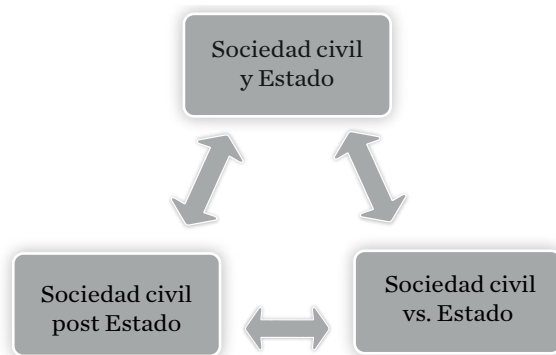 Sociedad civil
y Estado
Sociedad civil
post Estado
Sociedad civil
vs. Estado